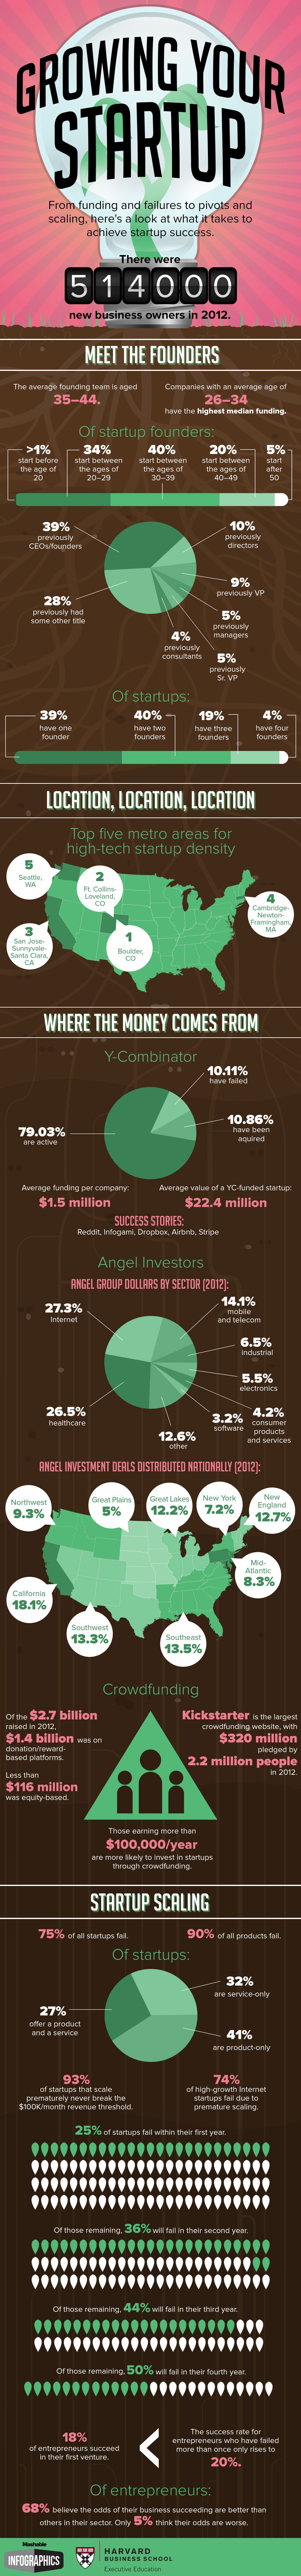 GROWING YOUR
STARTUP
From funding and failures to pivots and
scaling, here's a look at what it takes to
achieve startup success.
There were
514000
new business owners in 2012.
MEET THE FOUNDERS
The average founding team is aged
35–44.
Companies with an average age of
26–34
have the highest median funding.
Of startup founders:
>1%
start before
the age of
20
34%
start between
the ages of
20–29
40%
start between
the ages of
30–39
20%
start between
the ages of
40–49
5%
start
after
50
39%
previously
CEOs/founders
10%
previously
directors
9%
previously VP
28%
previously had
some other title
5%
previously
managers
4%
previously
consultants
5%
previously
Sr. VP
Of startups:
39%
have one
founder
40%
have two
founders
19%
have three
founders
4%
have four
founders
LOCATION, LOCATION, LOCATION
Top five metro areas for
high-tech startup density
5
Seattle,
WA
2
Ft. Collins-
Loveland,
CO
4
Cambridge-
Newton-
Framingham,
MA
3
San Jose-
Sunnyvale-
Santa Clara,
CA
1
Boulder,
CO
WHERE THE MONEY COMES FROM
Y-Combinator
10.11%
have failed
79.03%
are active
10.86%
have been
aquired
Average funding per company:
$1.5 million
Average value of a YC-funded startup:
$22.4 million
SUCCESS STORIES:
Reddit, Infogami, Dropbox, Airbnb, Stripe
Angel Investors
ANGEL GROUP DOLLARS BY SECTOR (2012):
27.3%
Internet
14.1%
mobile
and telecom
6.5%
industrial
5.5%
electronics
26.5%
healthcare
4.2%
consumer
products
and services
3.2%
software
12.6%
other
ANGEL INVESTMENT DEALS DISTRIBUTED NATIONALLY (2012):
Northwest
9.3%
Great Plains
5%
Great Lakes
12.2%
New York
7.2%
New
England
12.7%
Mid-
Atlantic
8.3%
California
18.1%
Southwest
13.3%
Southeast
13.5%
Crowdfunding
Of the $2.7 billion
raised in 2012,
$1.4 billion was on
donation/reward-
based platforms.
Less than
$116 million
was equity-based.
Kickstarter is the largest
crowdfunding website, with
$320 million
pledged by
2.2 million people
in 2012.
Those earning more than
$100,000/year
are more likely to invest in startups
through crowdfunding.
STARTUP SCALING
75% of all startups fail.
90% of all products fail.
Of startups:
32%
are service-only
27%
offer a product
and a service
41%
are product-only
93%
of startups that scale
prematurely never break the
$100K/month revenue threshold.
74%
of high-growth Internet
startups fail due to
premature scaling.
25% of startups fail within their first year.
Of those remaining, 36% will fail in their second year.
Of those remaining, 44% will fail in their third year.
Of those remaining, 50% will fail in their fourth year.
18%
of entrepreneurs succeed
in their first venture.
<
The success rate for
entrepreneurs who have failed
more than once only rises to
20%.
Of entrepreneurs:
68% believe the odds of their business succeeding are better than
others in their sector. Only 5% think their odds are worse.
Mashable
INFOGRAPHICS
HARVARD
BUSINESS SCHOOL
Executive Education